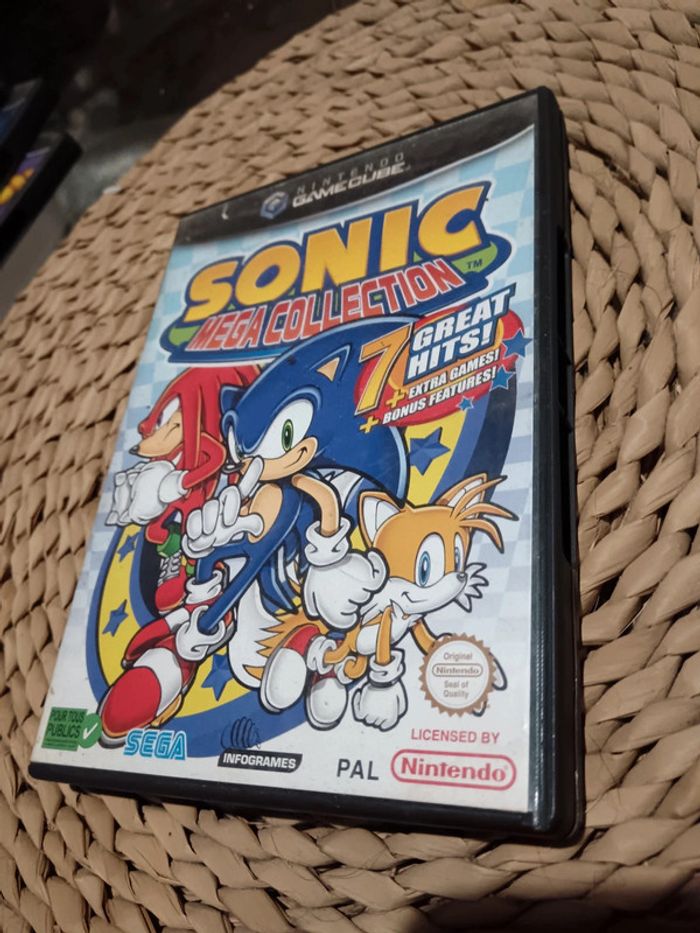 NINTENDO
GAMECUBE
SONIC
MEGA COLLECTION
TM
7 GREAT
HITS!
+ EXTRA GAMES!
+ BONUS FEATURES!
Original
Nintendo
Seal of
Quality
POUR TOUS
PUBLICS
SEGA
INFOGRAMES
PAL
LICENSED BY
Nintendo